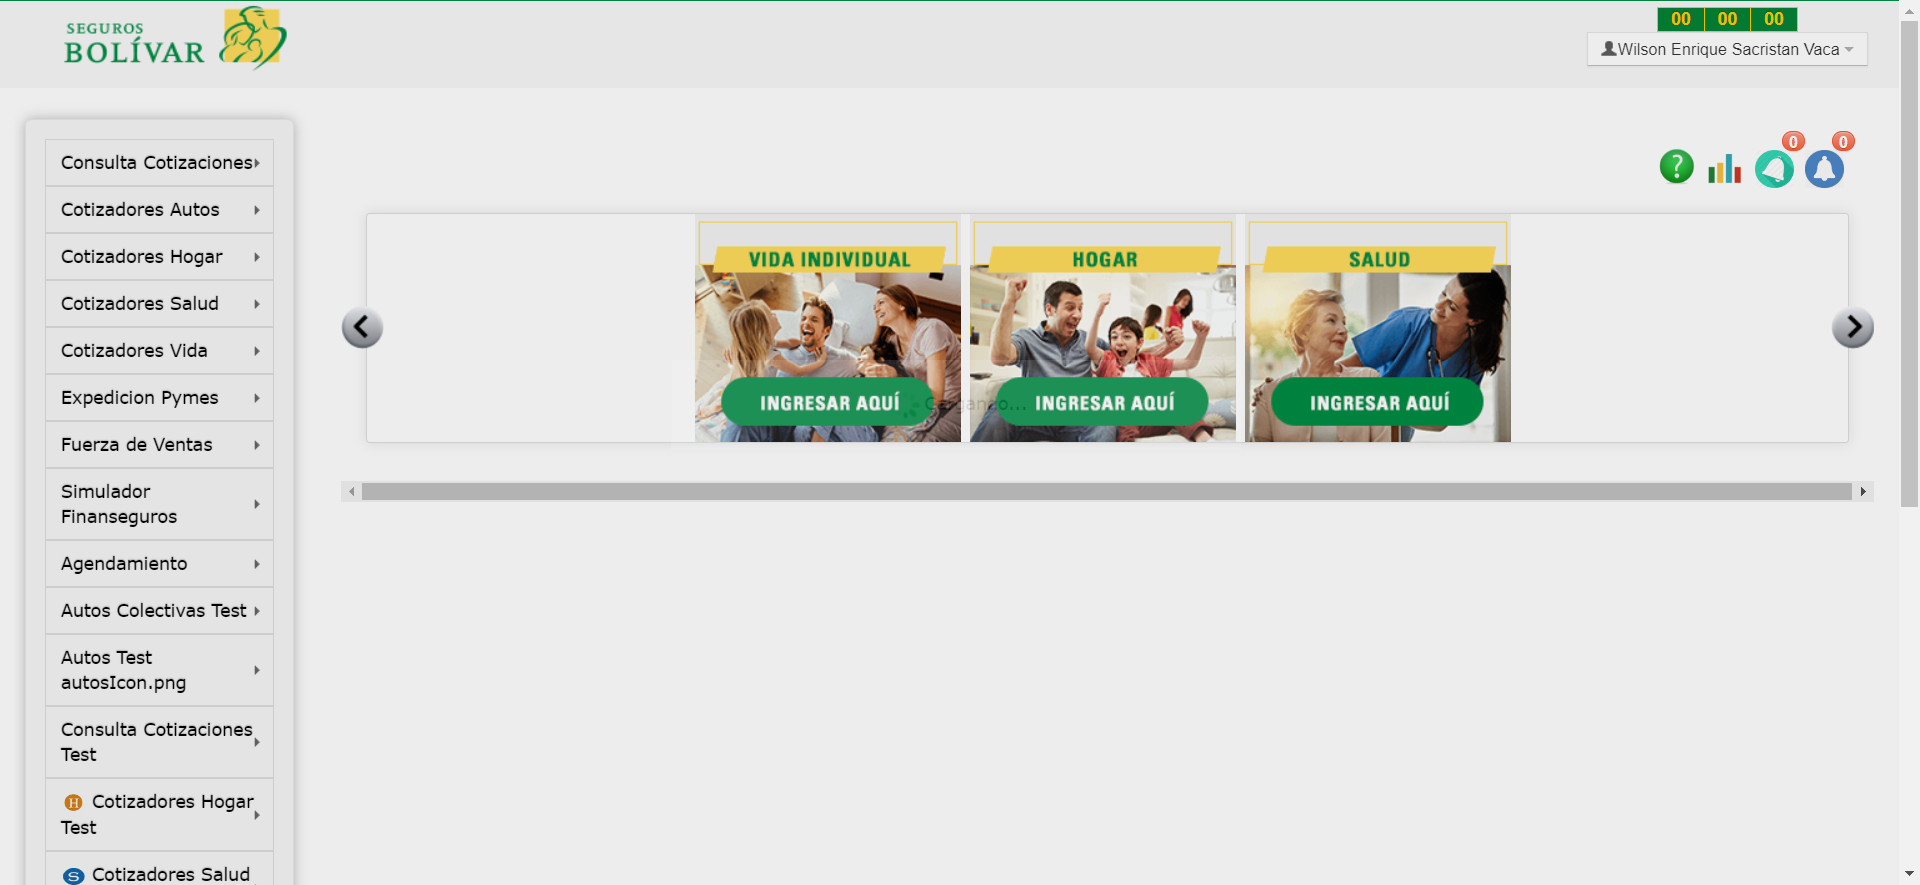 SEGUROS
BOLÍVAR
00 00 00
Wilson Enrique Sacristan Vaca
Consulta Cotizaciones
Cotizadores Autos
Cotizadores Hogar
Cotizadores Salud
Cotizadores Vida
Expedicion Pymes
Fuerza de Ventas
Simulador
Finanseguros
Agendamiento
Autos Colectivas Test
Autos Test
autosIcon.png
Consulta Cotizaciones
Test
H Cotizadores Hogar
Test
S Cotizadores Salud
? 0 0
VIDA INDIVIDUAL
INGRESAR AQUÍ
HOGAR
INGRESAR AQUÍ
SALUD
INGRESAR AQUÍ
Cargando...